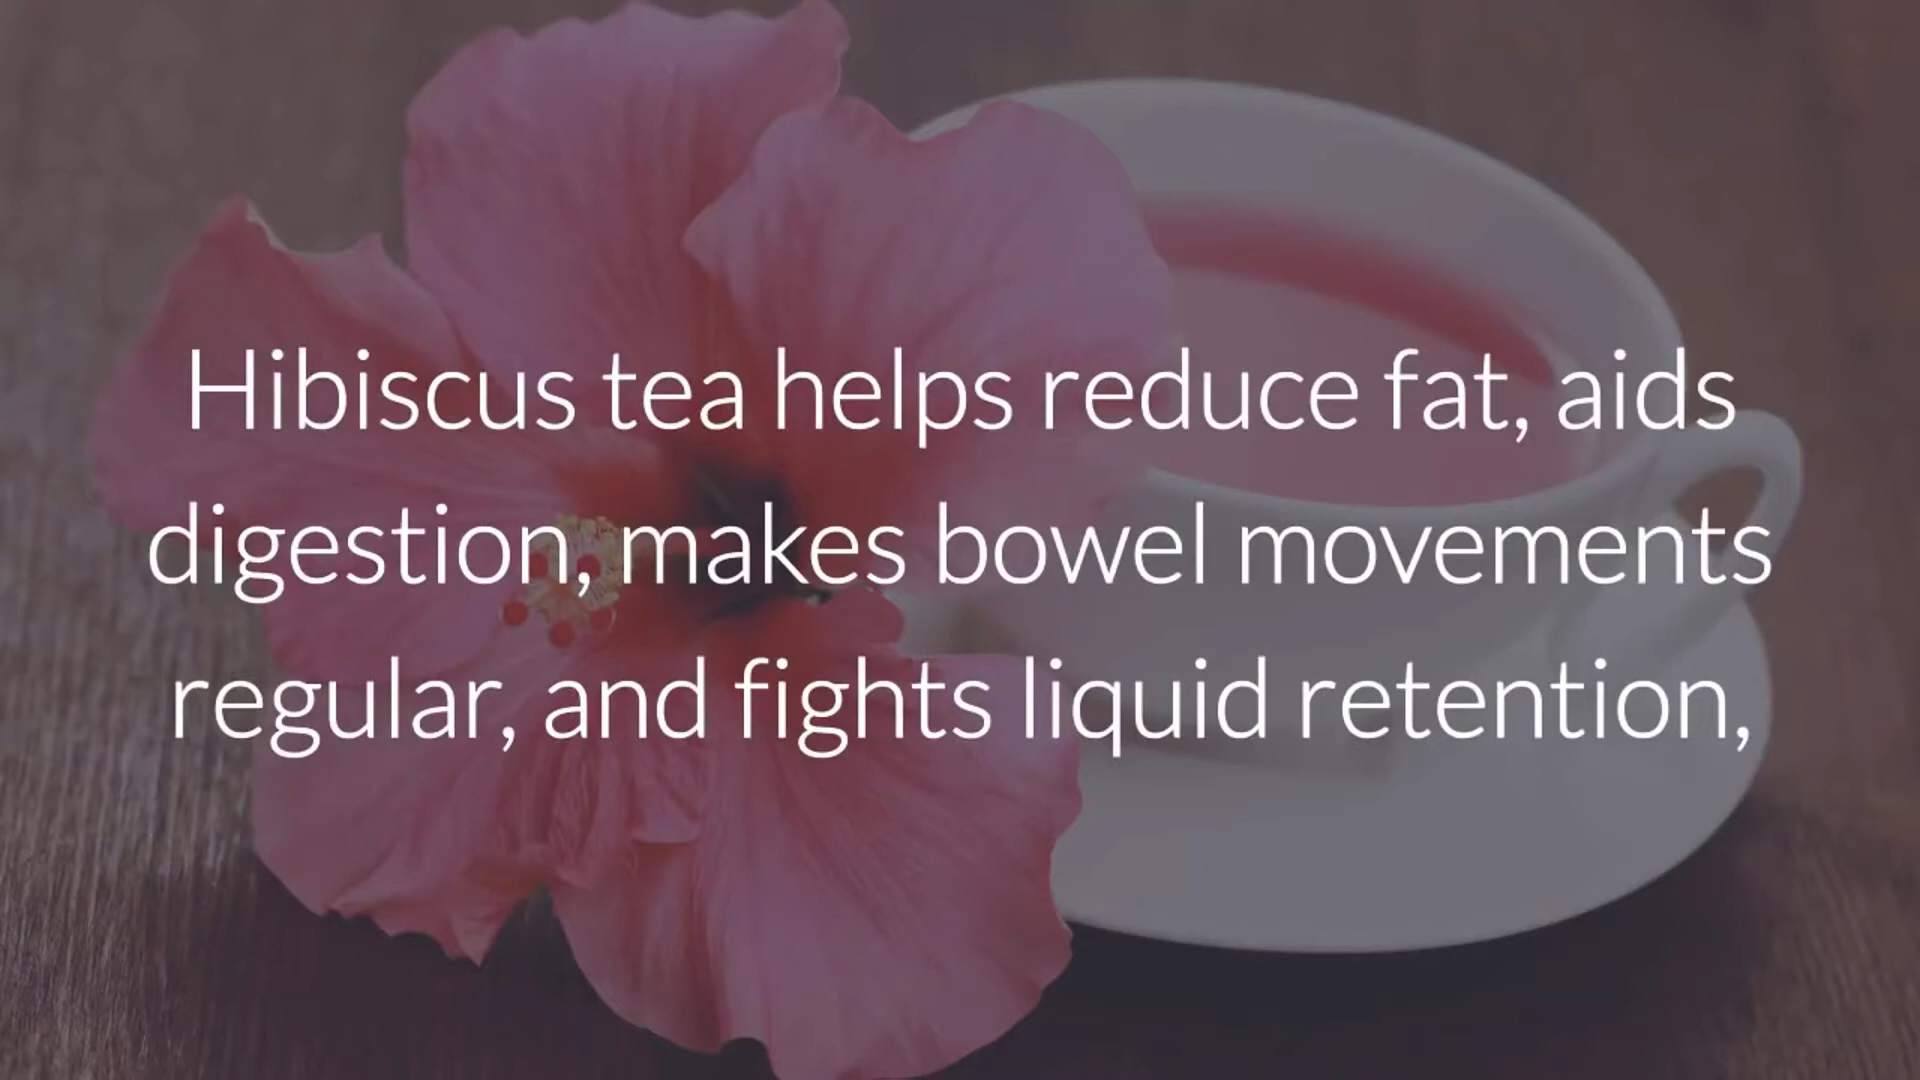 Hibiscus tea helps reduce fat, aids
digestion, makes bowel movements
regular, and fights liquid retention,